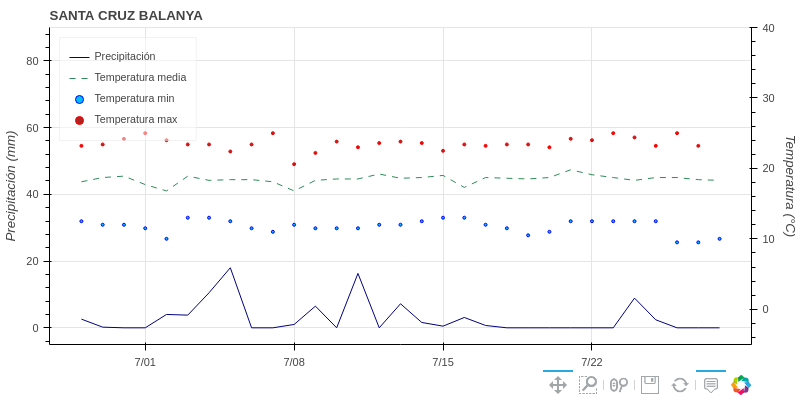 SANTA CRUZ BALANYA
Precipitación
Temperatura media
Temperatura min
Temperatura max
Precipitación (mm)
80
60
40
20
0
Temperatura (°C)
40
30
20
10
0
7/01 7/08 7/15 7/22